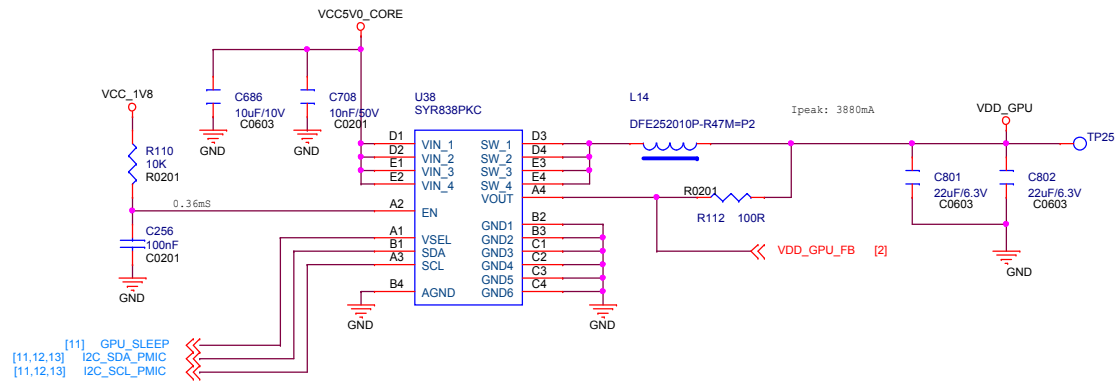 VCC5V0_CORE
VCC_1V8
C686
10uF/10V
C0603
GND
C708
10nF/50V
C0201
GND
U38
SYR838PKC
L14
DFE252010P-R47M=P2
Ipeak: 3880mA
VDD_GPU
TP25
R110
10K
R0201
D1 VIN_1 SW_1 D3
D2 VIN_2 SW_2 D4
E1 VIN_3 SW_3 E3
E2 VIN_4 SW_4 E4
VOUT A4
R0201
R112 100R
C801
22uF/6.3V
C0603
C802
22uF/6.3V
C0603
0.36mS
A2 EN
GND1 B2
C256
100nF
C0201
GND
A1 VSEL GND2 B3
B1 SDA GND3 C1
A3 SCL GND4 C2
GND5 C3
B4 AGND GND6 C4
VDD_GPU_FB [2]
GND
GND
GND
[11] GPU_SLEEP
[11,12,13] I2C_SDA_PMIC
[11,12,13] I2C_SCL_PMIC